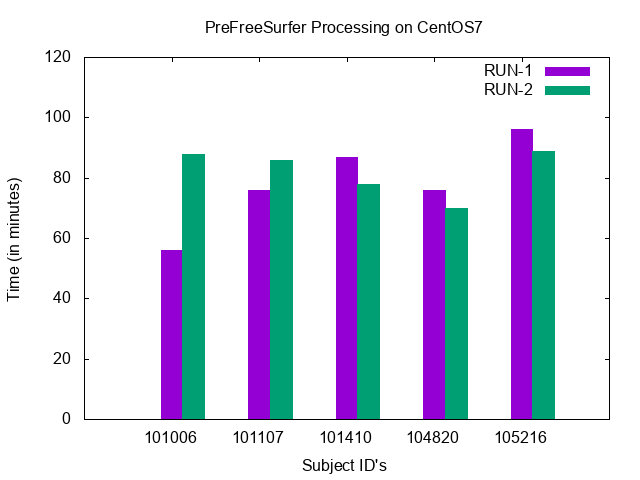 PreFreeSurfer Processing on CentOS7
120
100
80
60
40
20
0
Time (in minutes)
RUN-1
RUN-2
101006 101107 101410 104820 105216
Subject ID's